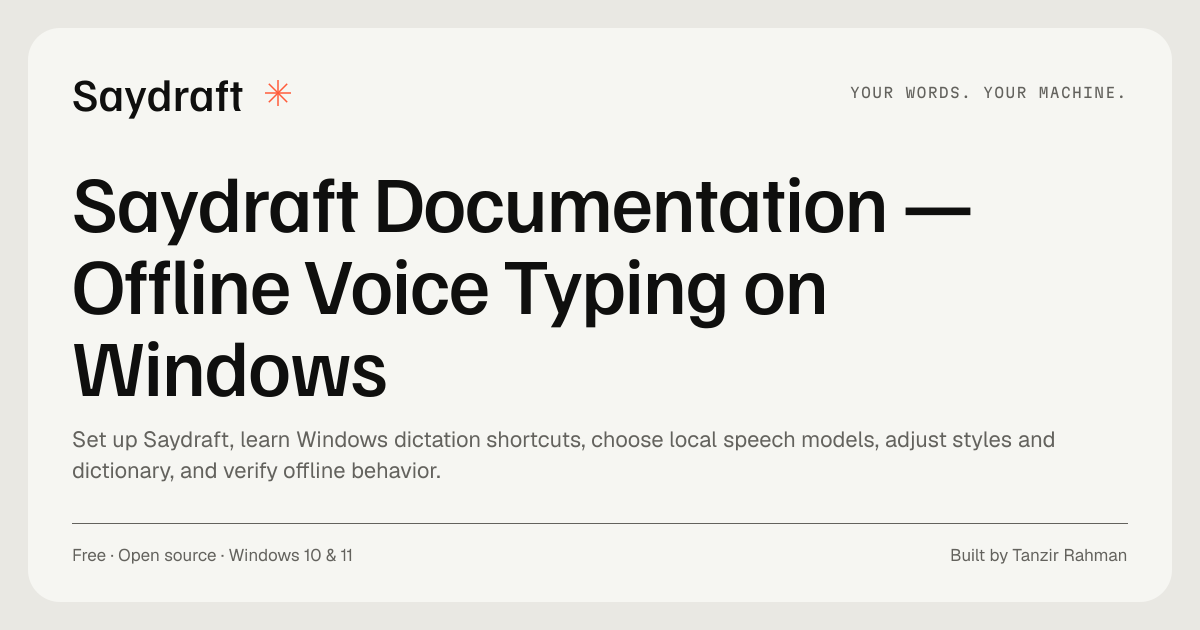 Saydraft
YOUR WORDS. YOUR MACHINE.
Saydraft Documentation —
Offline Voice Typing on
Windows
Set up Saydraft, learn Windows dictation shortcuts, choose local speech models, adjust styles and
dictionary, and verify offline behavior.
Free · Open source · Windows 10 & 11
Built by Tanzir Rahman